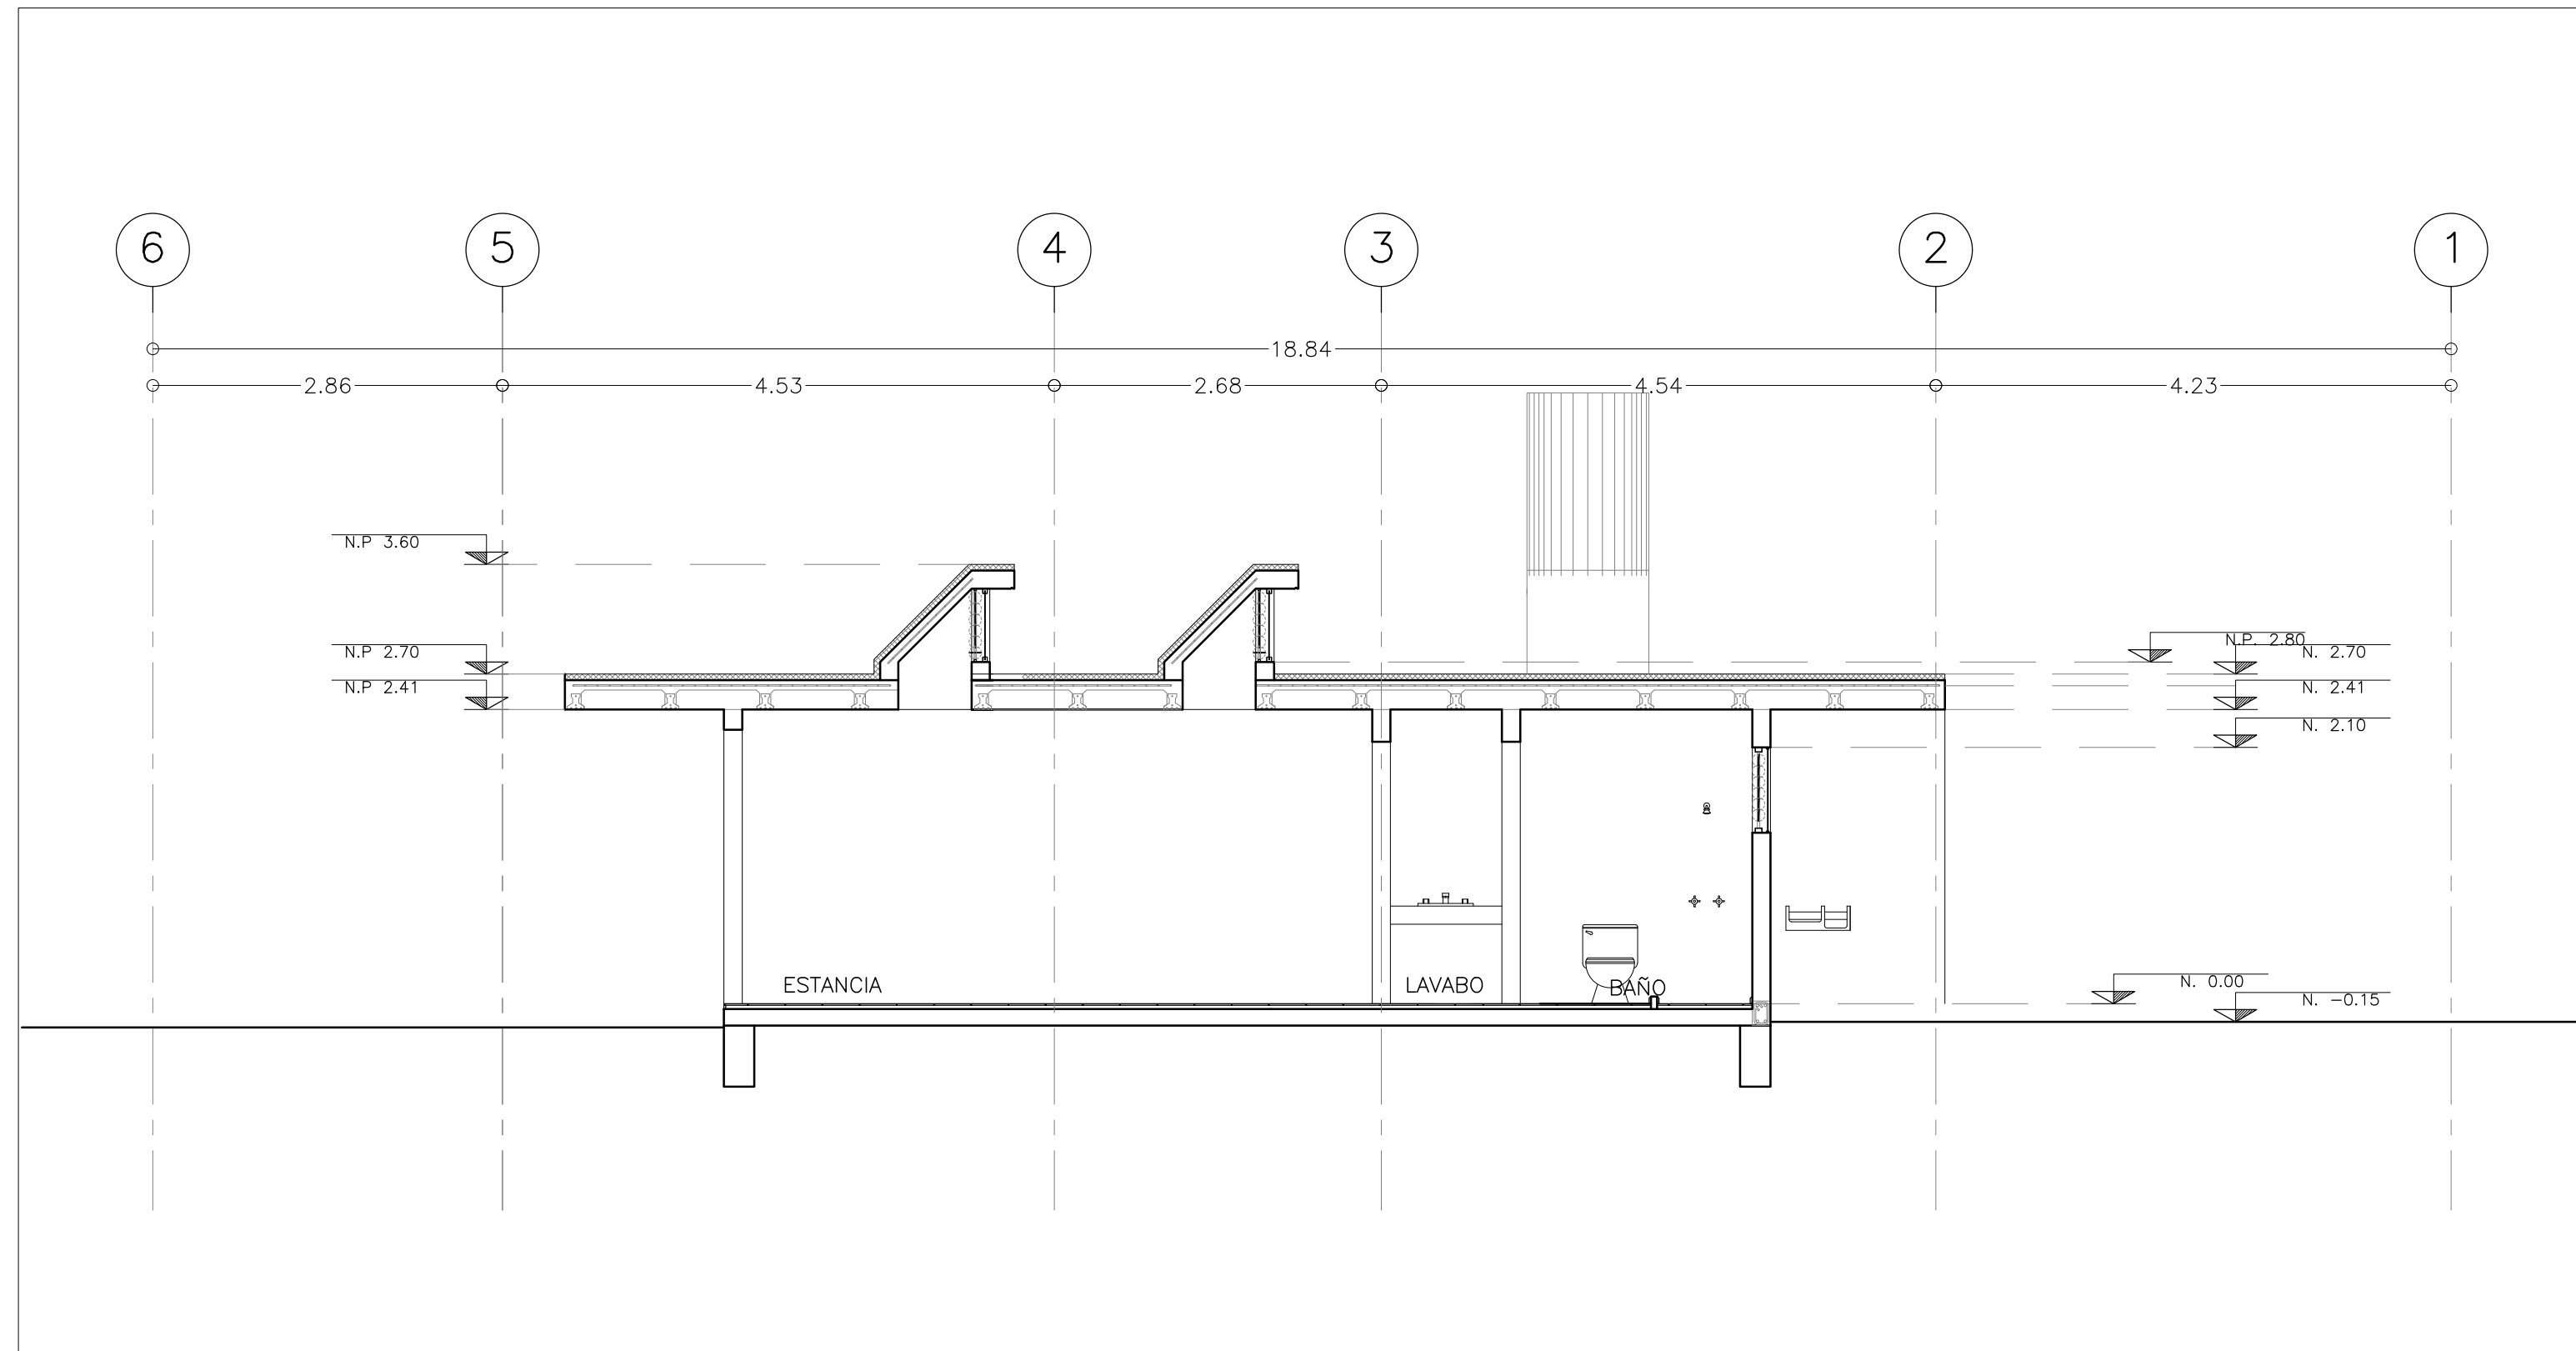 6 5 4 3 2 1
18.84
2.86 4.53 2.68 4.54 4.23
N.P 3.60
N.P. 2.80
N.P 2.70
N. 2.70
N.P 2.41
N. 2.41
N. 2.10
ESTANCIA LAVABO BAÑO
N. 0.00
N. -0.15